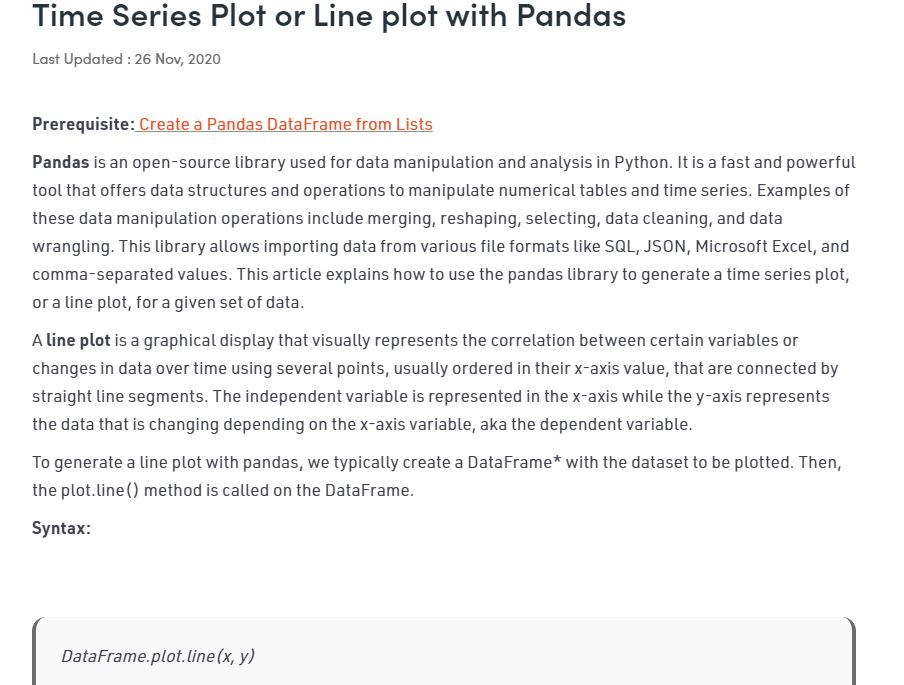 Time Series Plot or Line plot with Pandas
Last Updated : 26 Nov, 2020
Prerequisite: Create a Pandas DataFrame from Lists
Pandas is an open-source library used for data manipulation and analysis in Python. It is a fast and powerful
tool that offers data structures and operations to manipulate numerical tables and time series. Examples of
these data manipulation operations include merging, reshaping, selecting, data cleaning, and data
wrangling. This library allows importing data from various file formats like SQL, JSON, Microsoft Excel, and
comma-separated values. This article explains how to use the pandas library to generate a time series plot,
or a line plot, for a given set of data.
A line plot is a graphical display that visually represents the correlation between certain variables or
changes in data over time using several points, usually ordered in their x-axis value, that are connected by
straight line segments. The independent variable is represented in the x-axis while the y-axis represents
the data that is changing depending on the x-axis variable, aka the dependent variable.
To generate a line plot with pandas, we typically create a DataFrame* with the dataset to be plotted. Then,
the plot.line() method is called on the DataFrame.
Syntax:
DataFrame.plot.line(x, y)